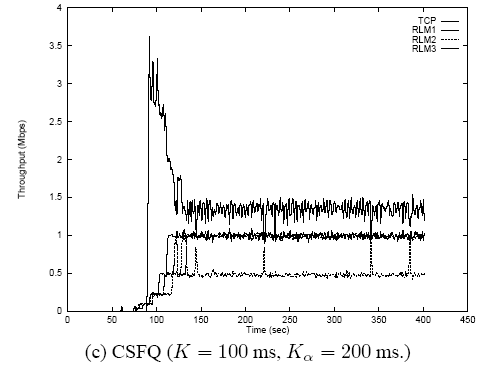 4
3.5
3
2.5
2
1.5
1
0.5
0
Throughput (Mbps)
TCP
RLM1
RLM2
RLM3
0 50 100 150 200 250 300 350 400 450
Time (sec)
(c) CSFQ (K = 100 ms, Kα = 200 ms.)